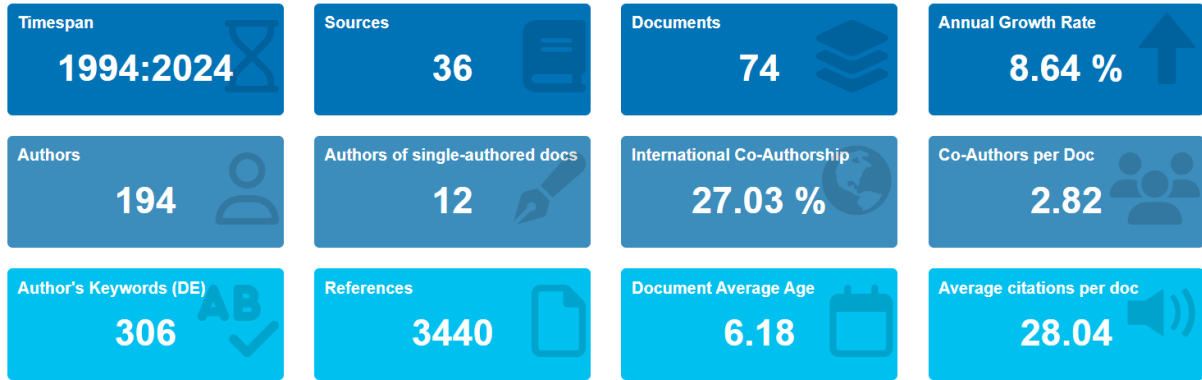 Timespan
1994:2024
Sources
36
Documents
74
Annual Growth Rate
8.64 %
Authors
194
Authors of single-authored docs
12
International Co-Authorship
27.03 %
Co-Authors per Doc
2.82
Author's Keywords (DE)
306
AB
References
3440
Document Average Age
6.18
Average citations per doc
28.04